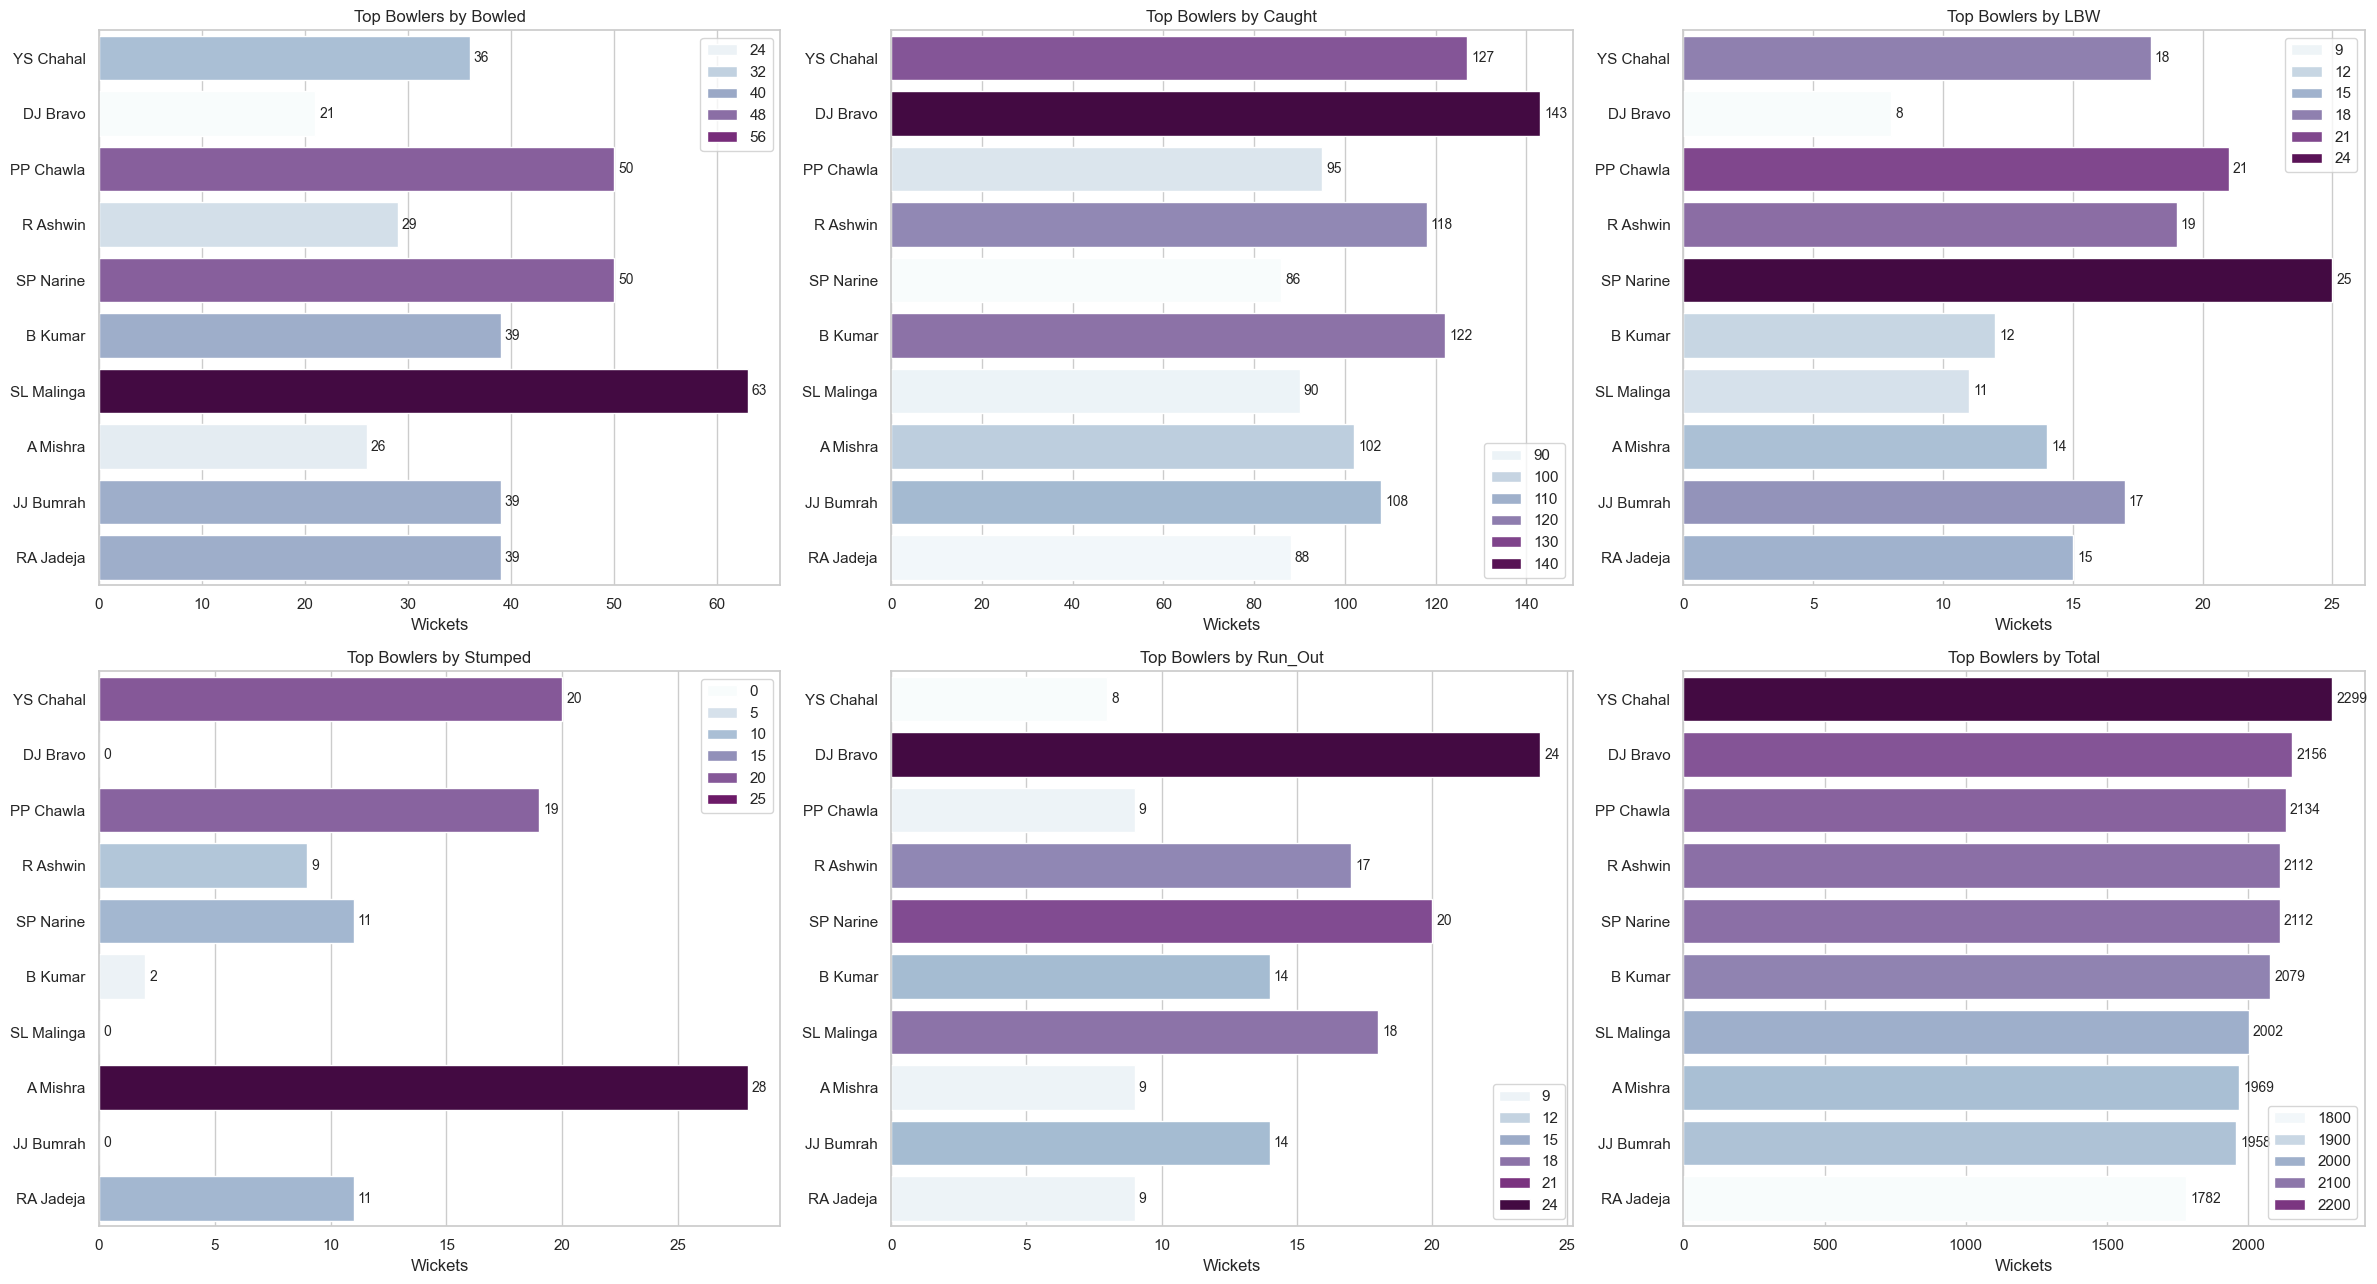 Top Bowlers by Bowled
YS Chahal
36
DJ Bravo
21
PP Chawla
50
R Ashwin
29
SP Narine
50
B Kumar
39
SL Malinga
63
A Mishra
26
JJ Bumrah
39
RA Jadeja
39
24
32
40
48
56
0 10 20 30 40 50 60
Wickets
Top Bowlers by Caught
YS Chahal
127
DJ Bravo
143
PP Chawla
95
R Ashwin
118
SP Narine
86
B Kumar
122
SL Malinga
90
A Mishra
102
JJ Bumrah
108
RA Jadeja
88
90
100
110
120
130
140
0 20 40 60 80 100 120 140
Wickets
Top Bowlers by LBW
YS Chahal
18
DJ Bravo
8
PP Chawla
21
R Ashwin
19
SP Narine
25
B Kumar
12
SL Malinga
11
A Mishra
14
JJ Bumrah
17
RA Jadeja
15
9
12
15
18
21
24
0 5 10 15 20 25
Wickets
Top Bowlers by Stumped
YS Chahal
20
DJ Bravo
0
PP Chawla
19
R Ashwin
9
SP Narine
11
B Kumar
2
SL Malinga
0
A Mishra
28
JJ Bumrah
0
RA Jadeja
11
0
5
10
15
20
25
0 5 10 15 20 25
Wickets
Top Bowlers by Run_Out
YS Chahal
8
DJ Bravo
24
PP Chawla
9
R Ashwin
17
SP Narine
20
B Kumar
14
SL Malinga
18
A Mishra
9
JJ Bumrah
14
RA Jadeja
9
9
12
15
18
21
24
0 5 10 15 20 25
Wickets
Top Bowlers by Total
YS Chahal
2299
DJ Bravo
2156
PP Chawla
2134
R Ashwin
2112
SP Narine
2112
B Kumar
2079
SL Malinga
2002
A Mishra
1969
JJ Bumrah
1958
RA Jadeja
1782
1800
1900
2000
2100
2200
0 500 1000 1500 2000
Wickets